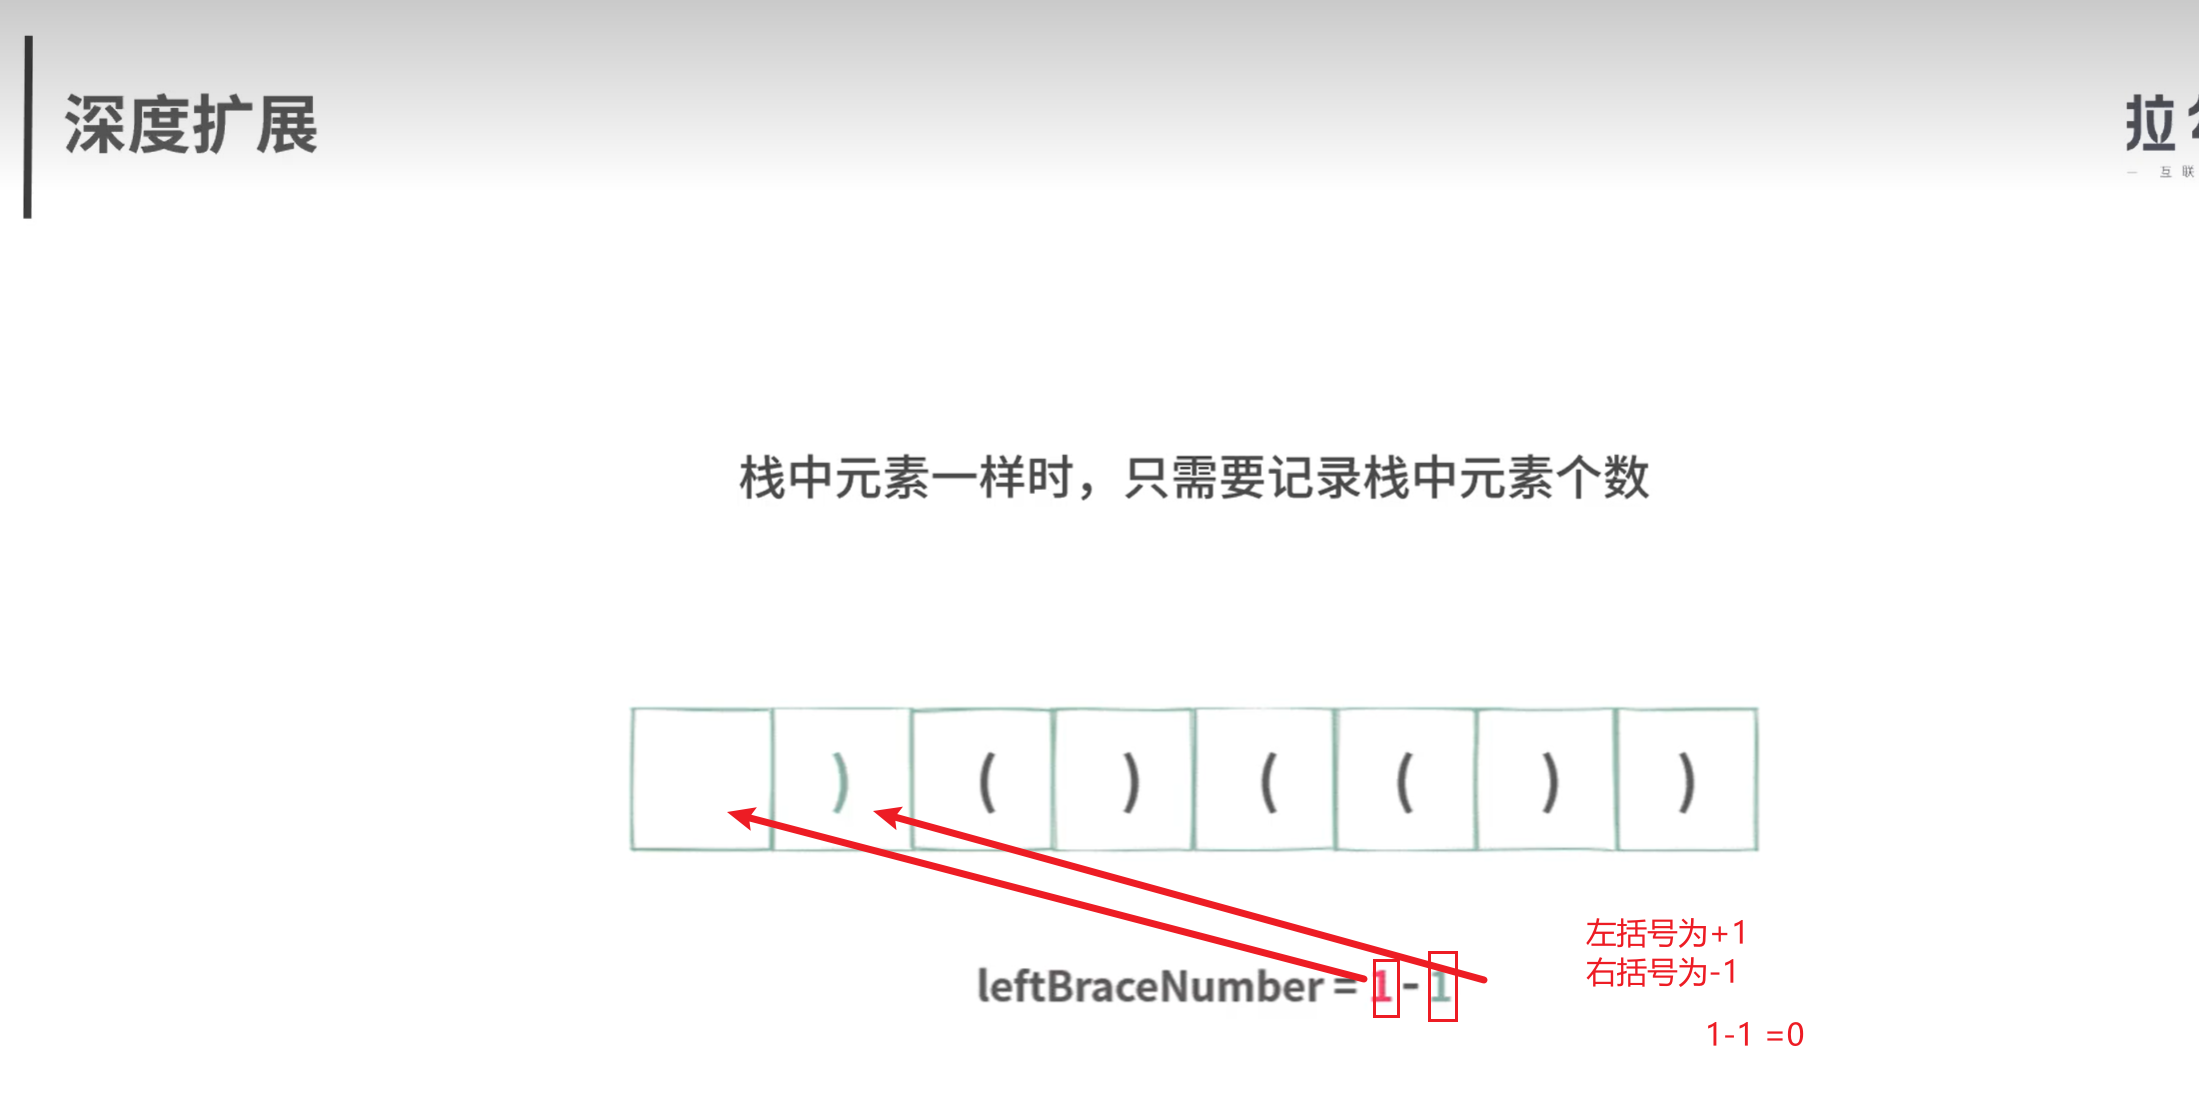 深度扩展
拉
— 互 联
栈中元素一样时，只需要记录栈中元素个数
) ( ) ( ( ) )
leftBraceNumber = 1 - 1
左括号为+1
右括号为-1
1-1 =0